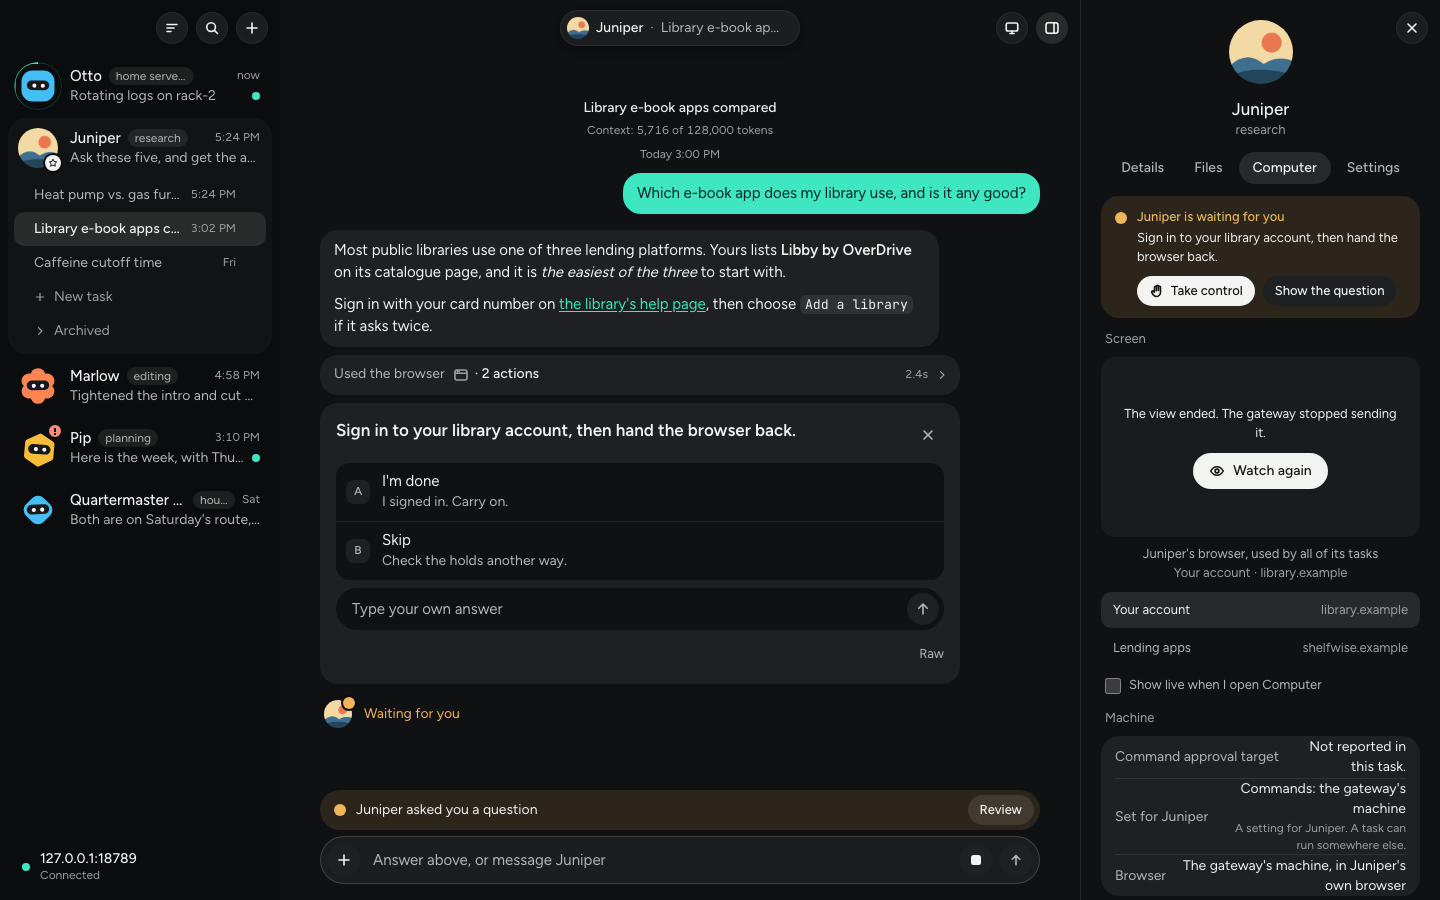 Otto home serve... now
Rotating logs on rack-2
Juniper research 5:24 PM
Ask these five, and get the a...
Heat pump vs. gas fur... 5:24 PM
Library e-book apps c... 3:02 PM
Caffeine cutoff time Fri
New task
Archived
Marlow editing 4:58 PM
Tightened the intro and cut ...
Pip planning 3:10 PM
Here is the week, with Thu...
Quartermaster ... hou... Sat
Both are on Saturday's route,...
127.0.0.1:18789
Connected
Juniper · Library e-book ap...
Library e-book apps compared
Context: 5,716 of 128,000 tokens
Today 3:00 PM
Which e-book app does my library use, and is it any good?
Most public libraries use one of three lending platforms. Yours lists Libby by OverDrive
on its catalogue page, and it is the easiest of the three to start with.
Sign in with your card number on the library's help page, then choose Add a library
if it asks twice.
Used the browser · 2 actions 2.4s
Sign in to your library account, then hand the browser back.
A I'm done
I signed in. Carry on.
B Skip
Check the holds another way.
Type your own answer
Raw
Waiting for you
Juniper asked you a question Review
Answer above, or message Juniper
Juniper
research
Details Files Computer Settings
Juniper is waiting for you
Sign in to your library account, then hand the
browser back.
Take control Show the question
Screen
The view ended. The gateway stopped sending
it.
Watch again
Juniper's browser, used by all of its tasks
Your account · library.example
Your account library.example
Lending apps shelfwise.example
Show live when I open Computer
Machine
Command approval target Not reported in
this task.
Set for Juniper Commands: the gateway's
machine
A setting for Juniper. A task can
run somewhere else.
Browser The gateway's machine, in Juniper's
own browser